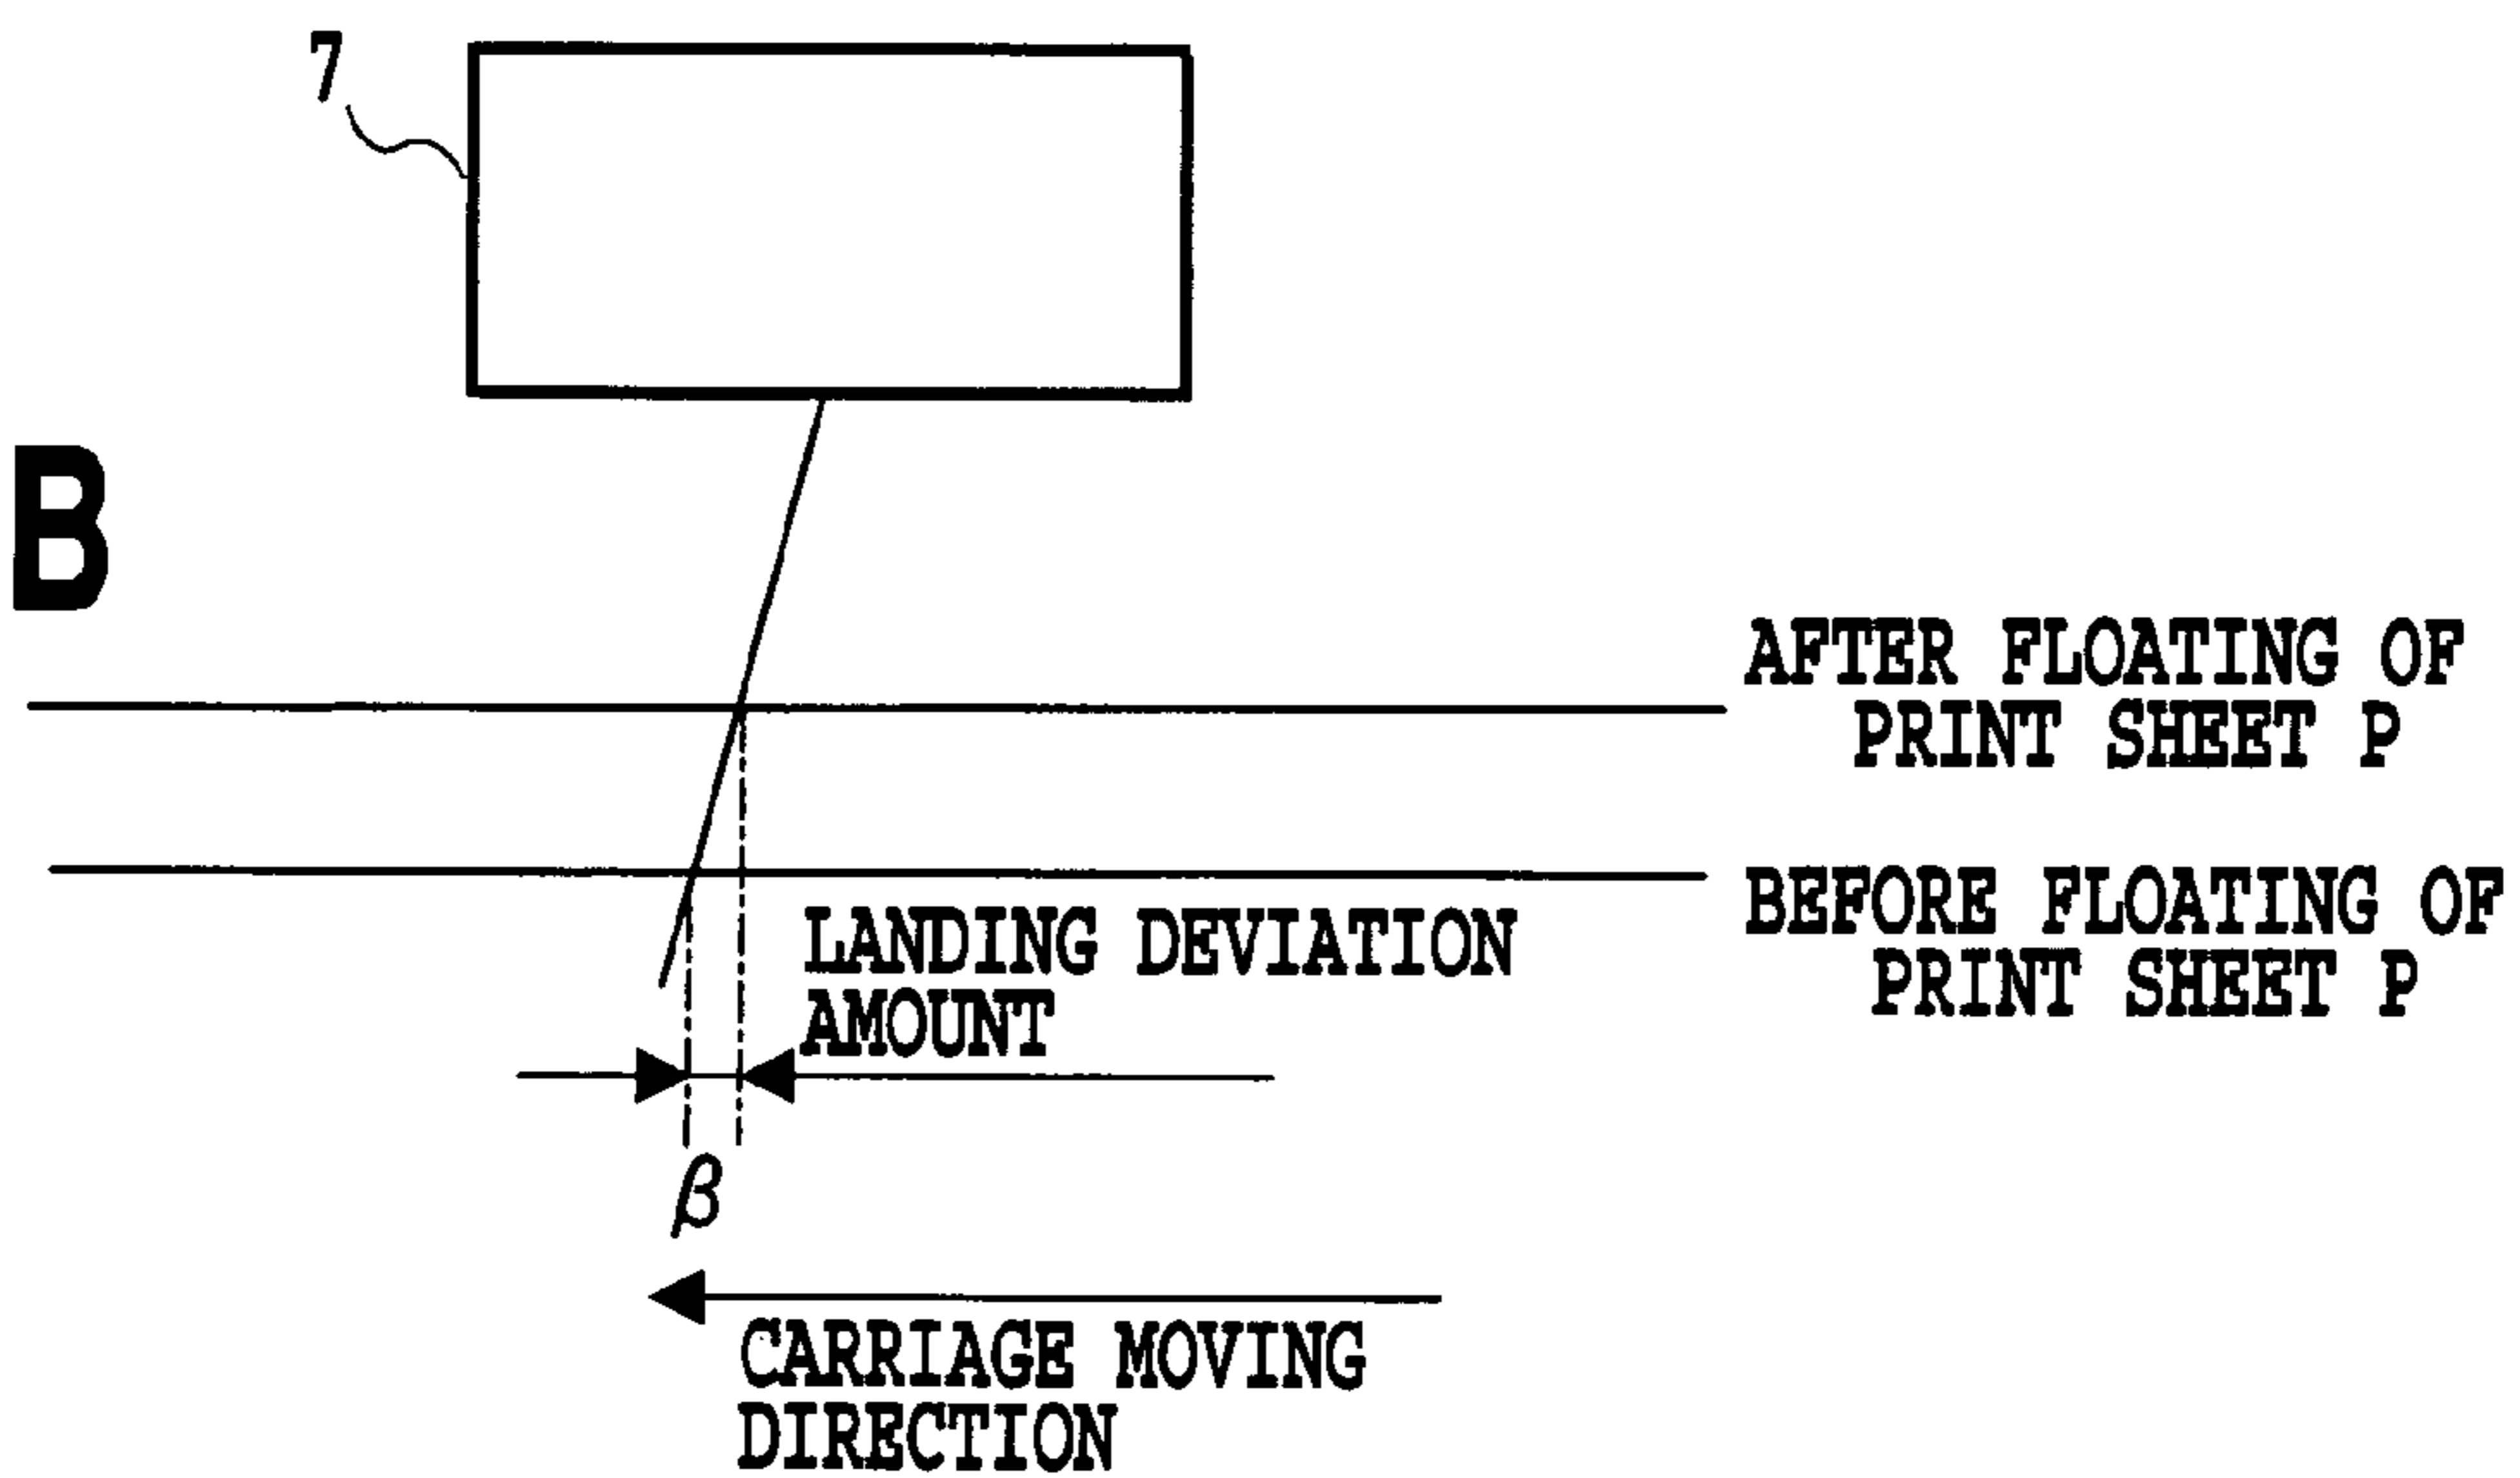 7
B
AFTER FLOATING OF
PRINT SHEET P
BEFORE FLOATING OF
PRINT SHEET P
LANDING DEVIATION
AMOUNT
β
CARRIAGE MOVING
DIRECTION